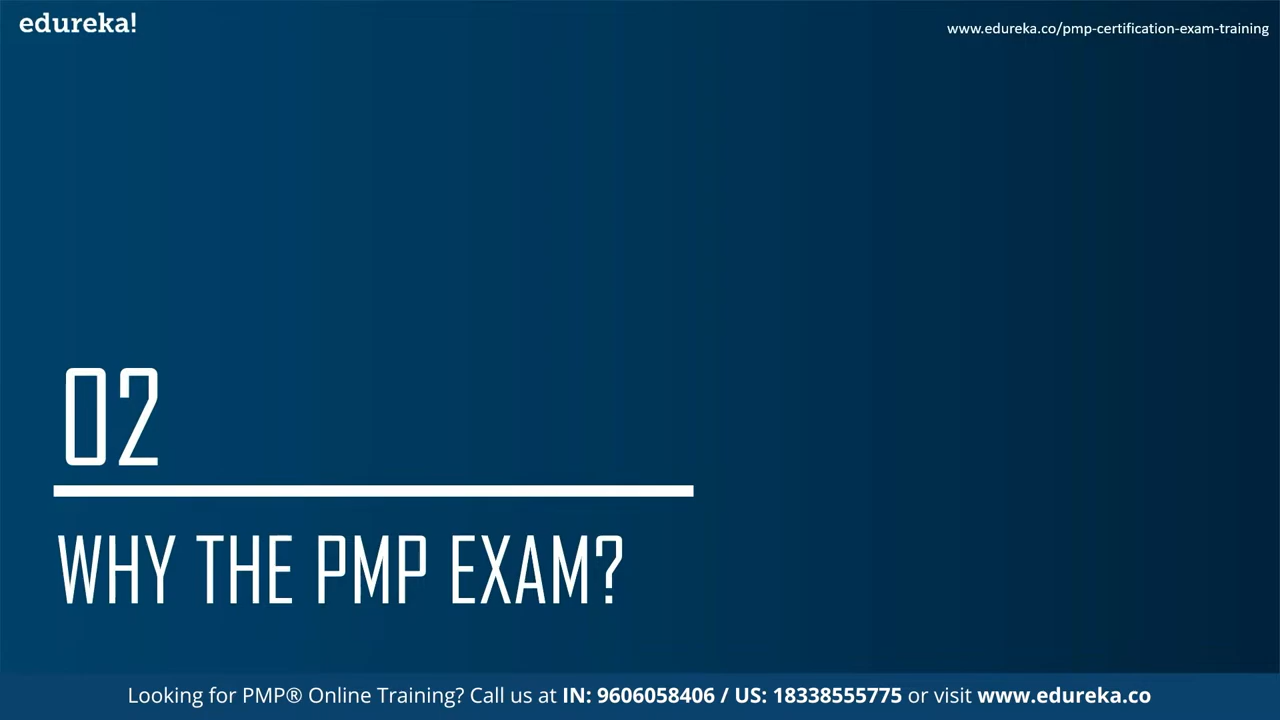 edureka!
www.edureka.co/pmp-certification-exam-training
02
WHY THE PMP EXAM?
Looking for PMP® Online Training? Call us at IN: 9606058406 / US: 18338555775 or visit www.edureka.co